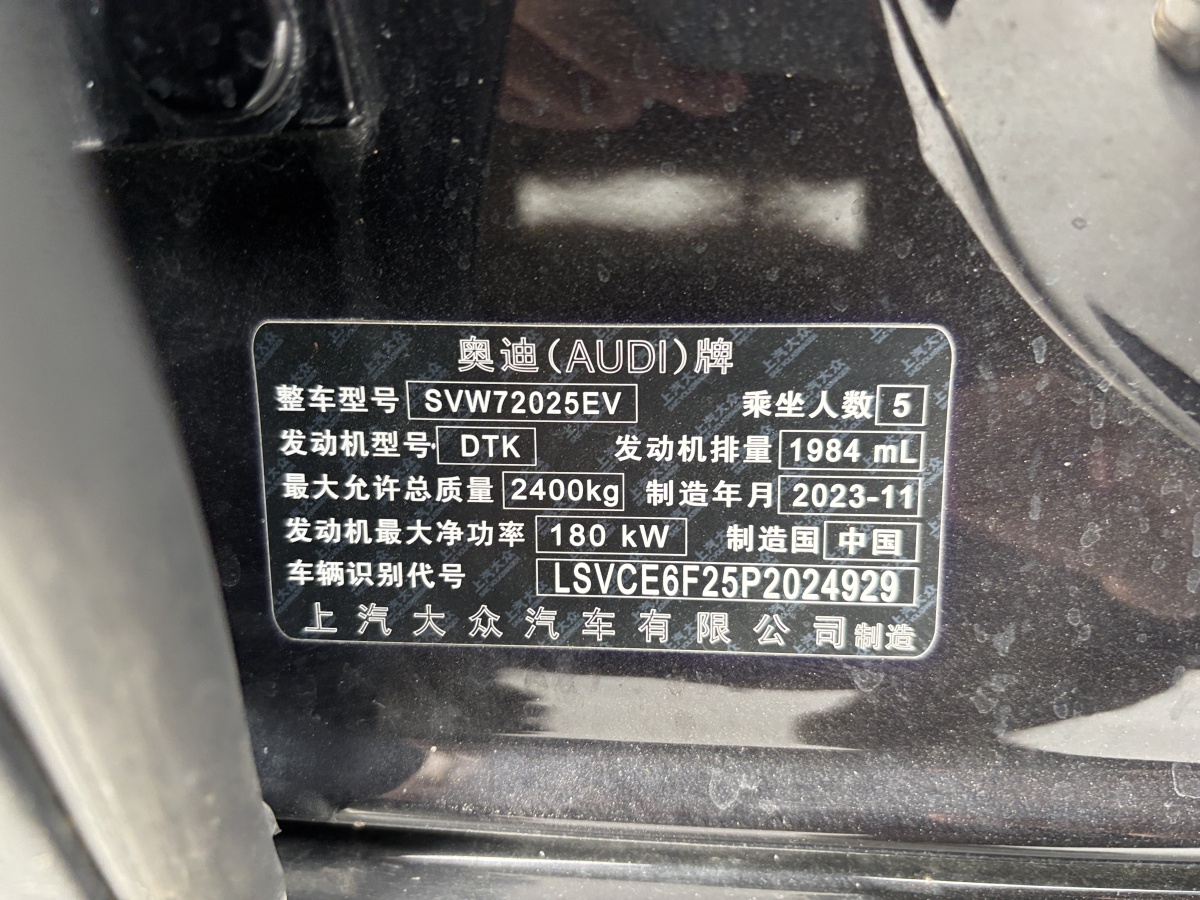 奥迪(AUDI)牌
整车型号 SVW72025EV 乘坐人数 5
发动机型号 DTK 发动机排量 1984 mL
最大允许总质量 2400kg 制造年月 2023-11
发动机最大净功率 180 kW 制造国 中国
车辆识别代号 LSVCE6F25P2024929
上汽大众汽车有限公司制造